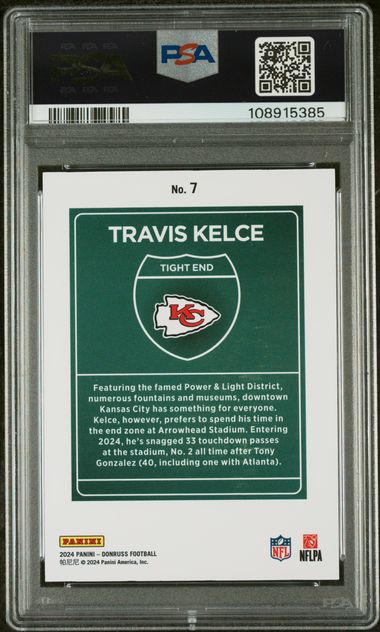 PSA
108915385
No. 7
TRAVIS KELCE
TIGHT END
KC
Featuring the famed Power & Light District,
numerous fountains and museums, downtown
Kansas City has something for everyone.
Kelce, however, prefers to spend his time in
the end zone at Arrowhead Stadium. Entering
2024, he's snagged 33 touchdown passes
at the stadium, No. 2 all time after Tony
Gonzalez (40, including one with Atlanta).
PANINI
2024 PANINI – DONRUSS FOOTBALL
帕尼尼 © 2024 Panini America, Inc.
NFL
NFLPA